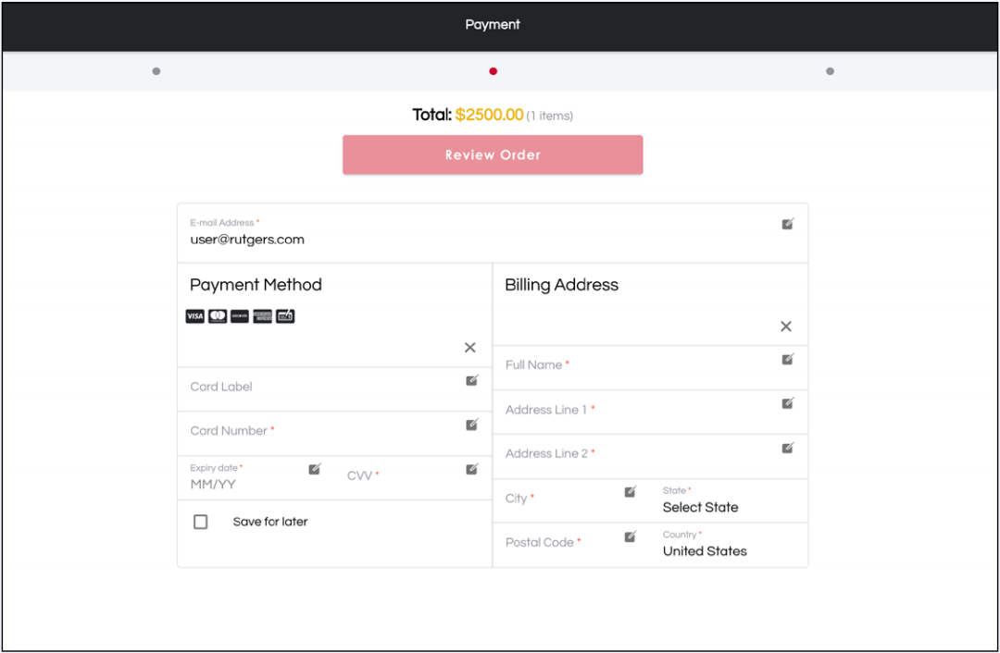 Payment
Total: $2500.00 (1 items)
Review Order
E-mail Address *
user@rutgers.com
Payment Method
VISA
DISCOVER
Card Label
Card Number *
Expiry date *
MM/YY
CVV *
Save for later
Billing Address
Full Name *
Address Line 1 *
Address Line 2 *
City *
State *
Select State
Postal Code *
Country *
United States